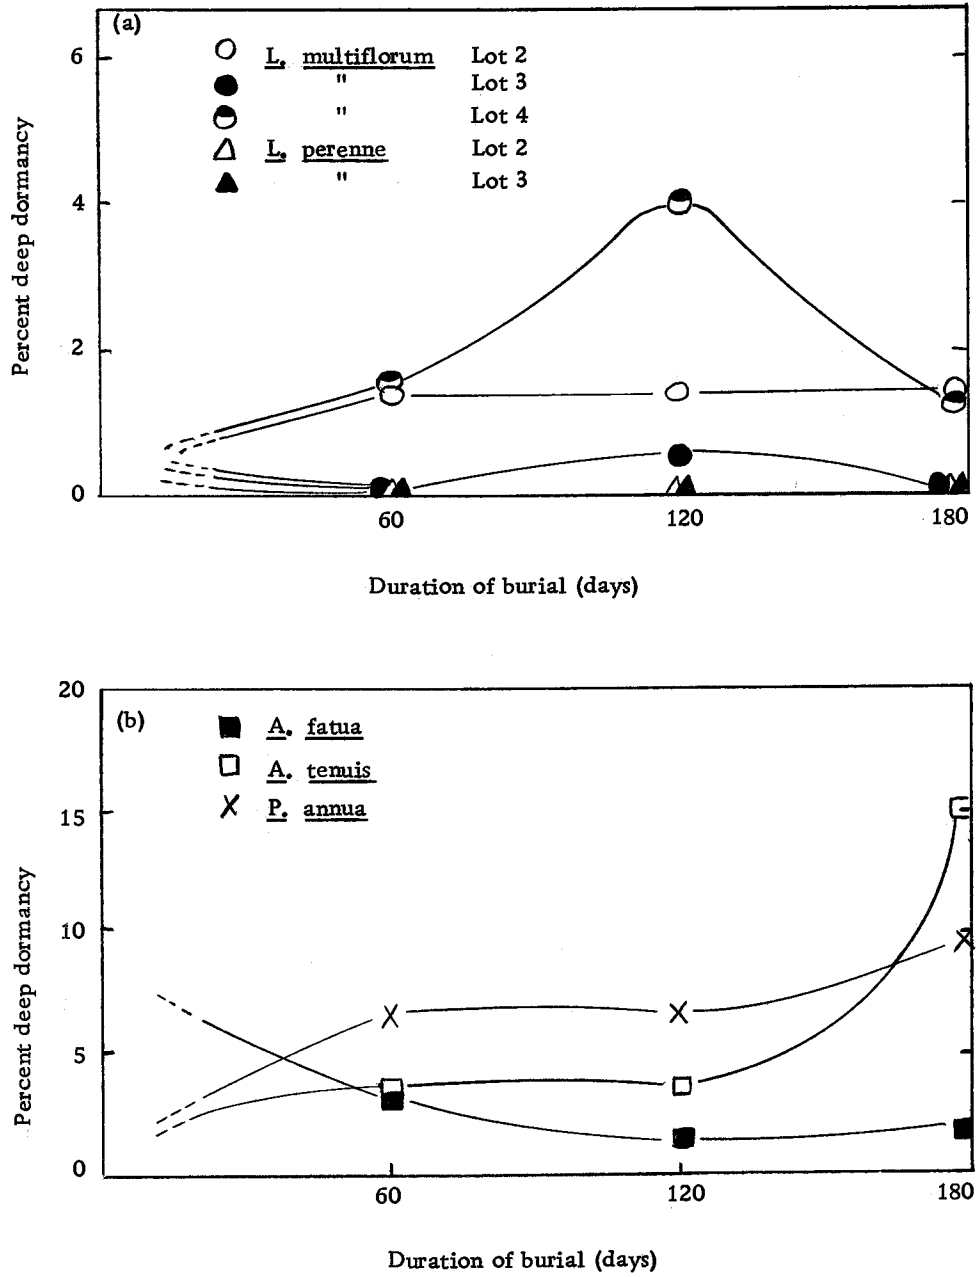 (a)
6
4
2
0
Percent deep dormancy
L. multiflorum Lot 2
" Lot 3
" Lot 4
L. perenne Lot 2
" Lot 3
60 120 180
Duration of burial (days)
(b)
20
15
10
5
0
Percent deep dormancy
A. fatua
A. tenuis
P. annua
60 120 180
Duration of burial (days)